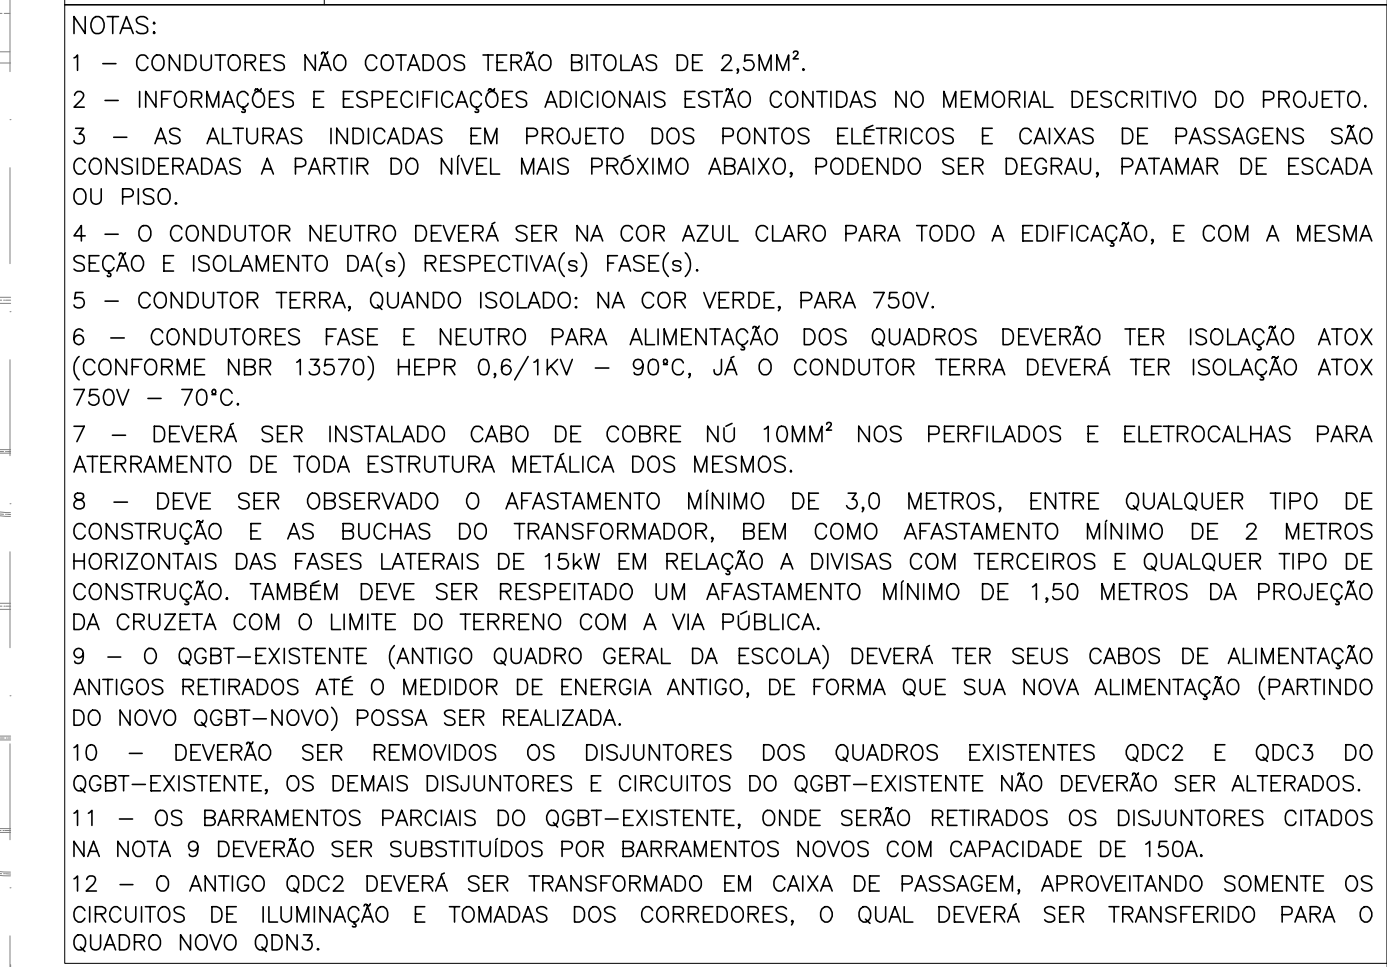 NOTAS:
1 – CONDUTORES NÃO COTADOS TERÃO BITOLAS DE 2,5MM².
2 – INFORMAÇÕES E ESPECIFICAÇÕES ADICIONAIS ESTÃO CONTIDAS NO MEMORIAL DESCRITIVO DO PROJETO.
3 – AS ALTURAS INDICADAS EM PROJETO DOS PONTOS ELÉTRICOS E CAIXAS DE PASSAGENS SÃO
CONSIDERADAS A PARTIR DO NÍVEL MAIS PRÓXIMO ABAIXO, PODENDO SER DEGRAU, PATAMAR DE ESCADA
OU PISO.
4 – O CONDUTOR NEUTRO DEVERÁ SER NA COR AZUL CLARO PARA TODO A EDIFICAÇÃO, E COM A MESMA
SEÇÃO E ISOLAMENTO DA(s) RESPECTIVA(s) FASE(s).
5 – CONDUTOR TERRA, QUANDO ISOLADO: NA COR VERDE, PARA 750V.
6 – CONDUTORES FASE E NEUTRO PARA ALIMENTAÇÃO DOS QUADROS DEVERÃO TER ISOLAÇÃO ATOX
(CONFORME NBR 13570) HEPR 0,6/1KV – 90°C, JÁ O CONDUTOR TERRA DEVERÁ TER ISOLAÇÃO ATOX
750V – 70°C.
7 – DEVERÁ SER INSTALADO CABO DE COBRE NÚ 10MM² NOS PERFILADOS E ELETROCALHAS PARA
ATERRAMENTO DE TODA ESTRUTURA METÁLICA DOS MESMOS.
8 – DEVE SER OBSERVADO O AFASTAMENTO MÍNIMO DE 3,0 METROS, ENTRE QUALQUER TIPO DE
CONSTRUÇÃO E AS BUCHAS DO TRANSFORMADOR, BEM COMO AFASTAMENTO MÍNIMO DE 2 METROS
HORIZONTAIS DAS FASES LATERAIS DE 15kW EM RELAÇÃO A DIVISAS COM TERCEIROS E QUALQUER TIPO DE
CONSTRUÇÃO. TAMBÉM DEVE SER RESPEITADO UM AFASTAMENTO MÍNIMO DE 1,50 METROS DA PROJEÇÃO
DA CRUZETA COM O LIMITE DO TERRENO COM A VIA PÚBLICA.
9 – O QGBT–EXISTENTE (ANTIGO QUADRO GERAL DA ESCOLA) DEVERÁ TER SEUS CABOS DE ALIMENTAÇÃO
ANTIGOS RETIRADOS ATÉ O MEDIDOR DE ENERGIA ANTIGO, DE FORMA QUE SUA NOVA ALIMENTAÇÃO (PARTINDO
DO NOVO QGBT–NOVO) POSSA SER REALIZADA.
10 – DEVERÃO SER REMOVIDOS OS DISJUNTORES DOS QUADROS EXISTENTES QDC2 E QDC3 DO
QGBT–EXISTENTE, OS DEMAIS DISJUNTORES E CIRCUITOS DO QGBT–EXISTENTE NÃO DEVERÃO SER ALTERADOS.
11 – OS BARRAMENTOS PARCIAIS DO QGBT–EXISTENTE, ONDE SERÃO RETIRADOS OS DISJUNTORES CITADOS
NA NOTA 9 DEVERÃO SER SUBSTITUÍDOS POR BARRAMENTOS NOVOS COM CAPACIDADE DE 150A.
12 – O ANTIGO QDC2 DEVERÁ SER TRANSFORMADO EM CAIXA DE PASSAGEM, APROVEITANDO SOMENTE OS
CIRCUITOS DE ILUMINAÇÃO E TOMADAS DOS CORREDORES, O QUAL DEVERÁ SER TRANSFERIDO PARA O
QUADRO NOVO QDN3.